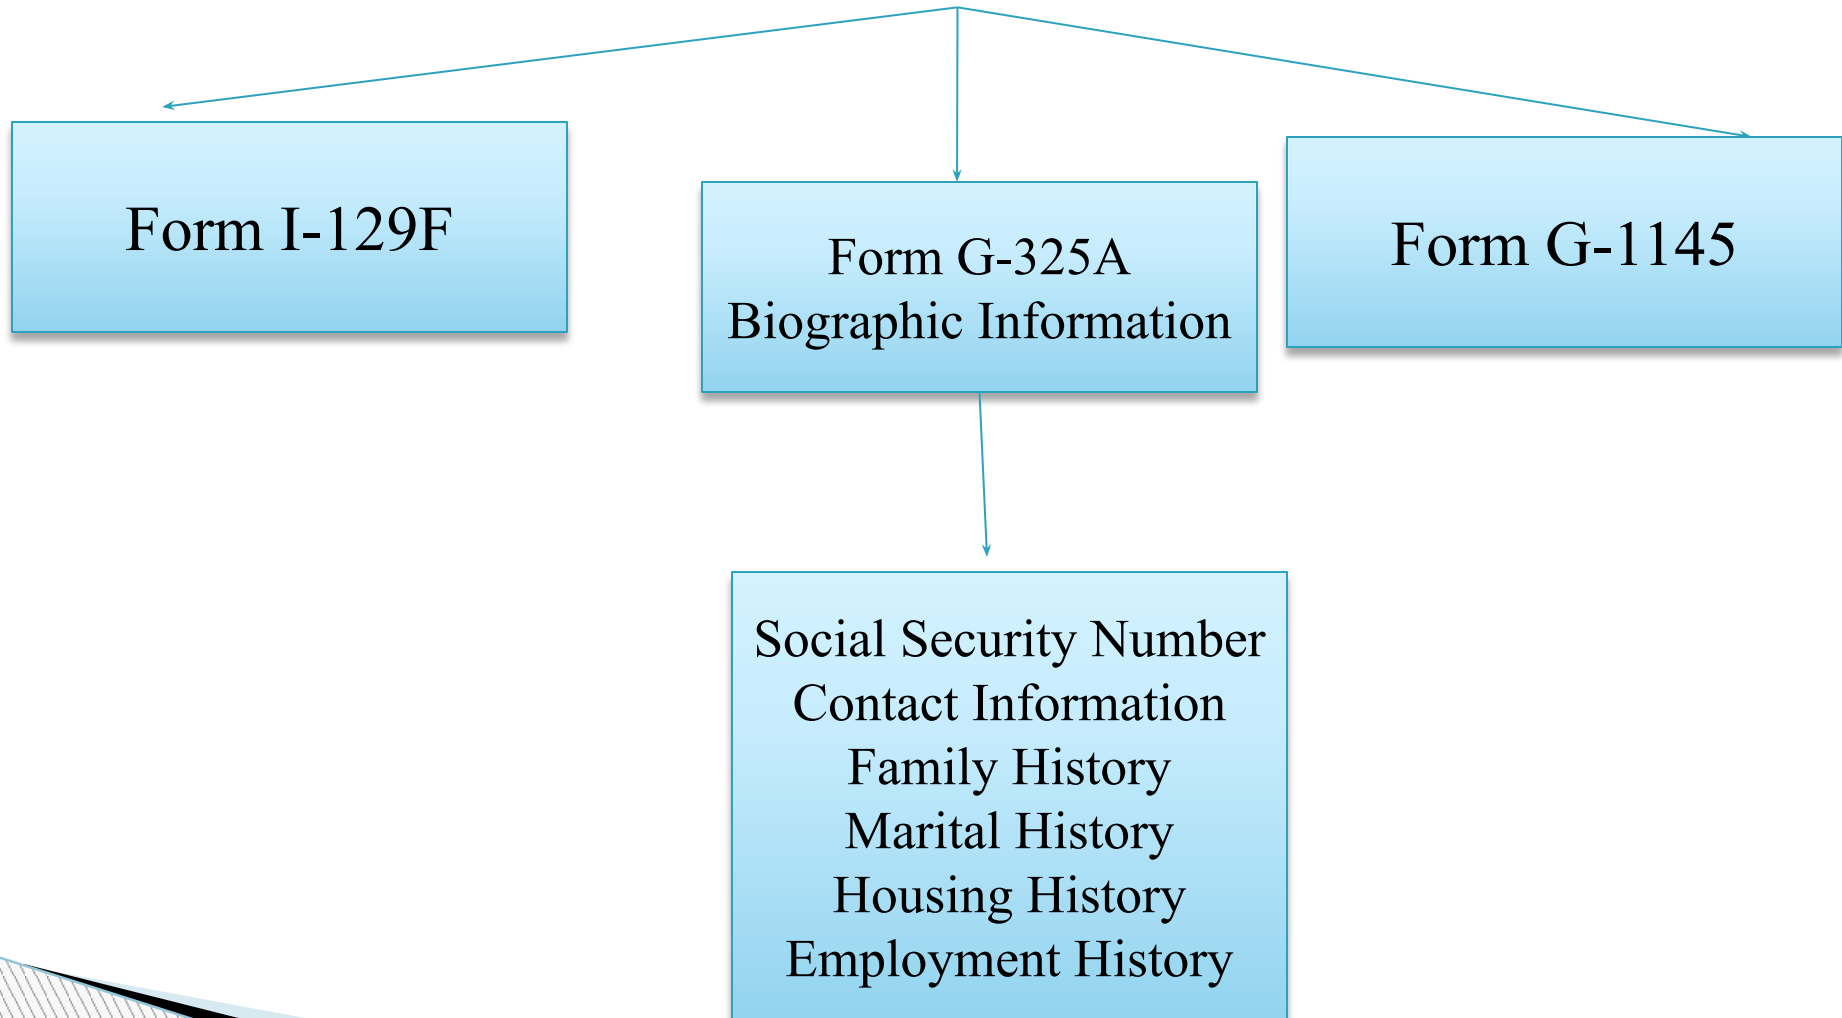 Form I-129F
Form G-325A
Biographic Information
Form G-1145
Social Security Number
Contact Information
Family History
Marital History
Housing History
Employment History